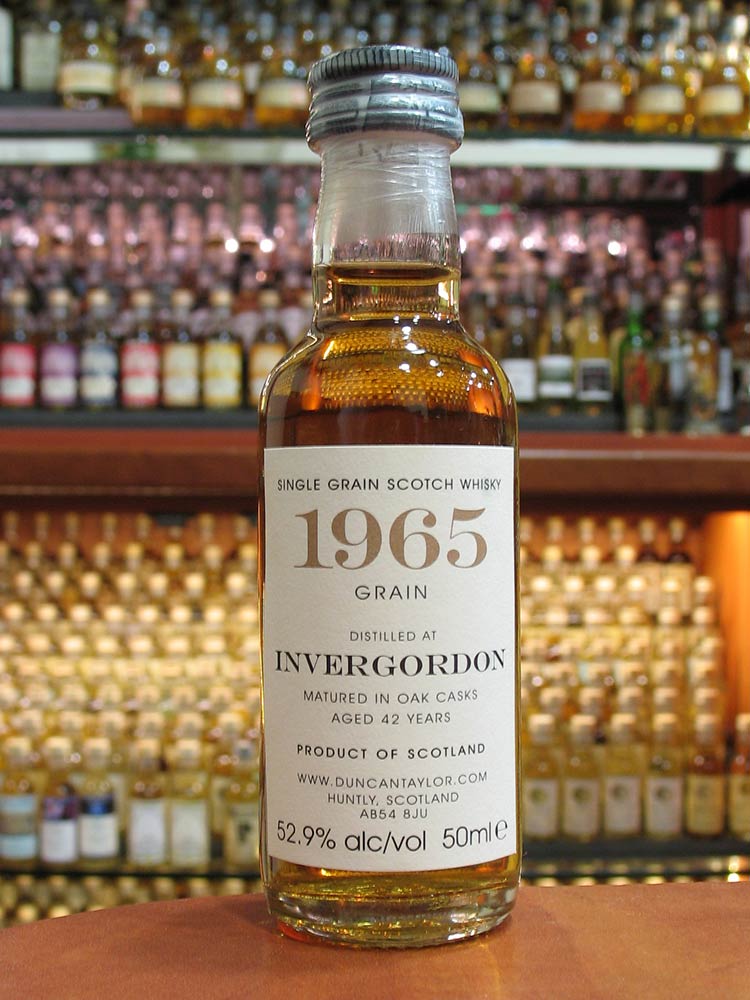 SINGLE GRAIN SCOTCH WHISKY
1965
GRAIN
DISTILLED AT
INVERGORDON
MATURED IN OAK CASKS
AGED 42 YEARS
PRODUCT OF SCOTLAND
WWW.DUNCANTAYLOR.COM
HUNTLY, SCOTLAND
AB54 8JU
52.9% alc/vol 50ml e